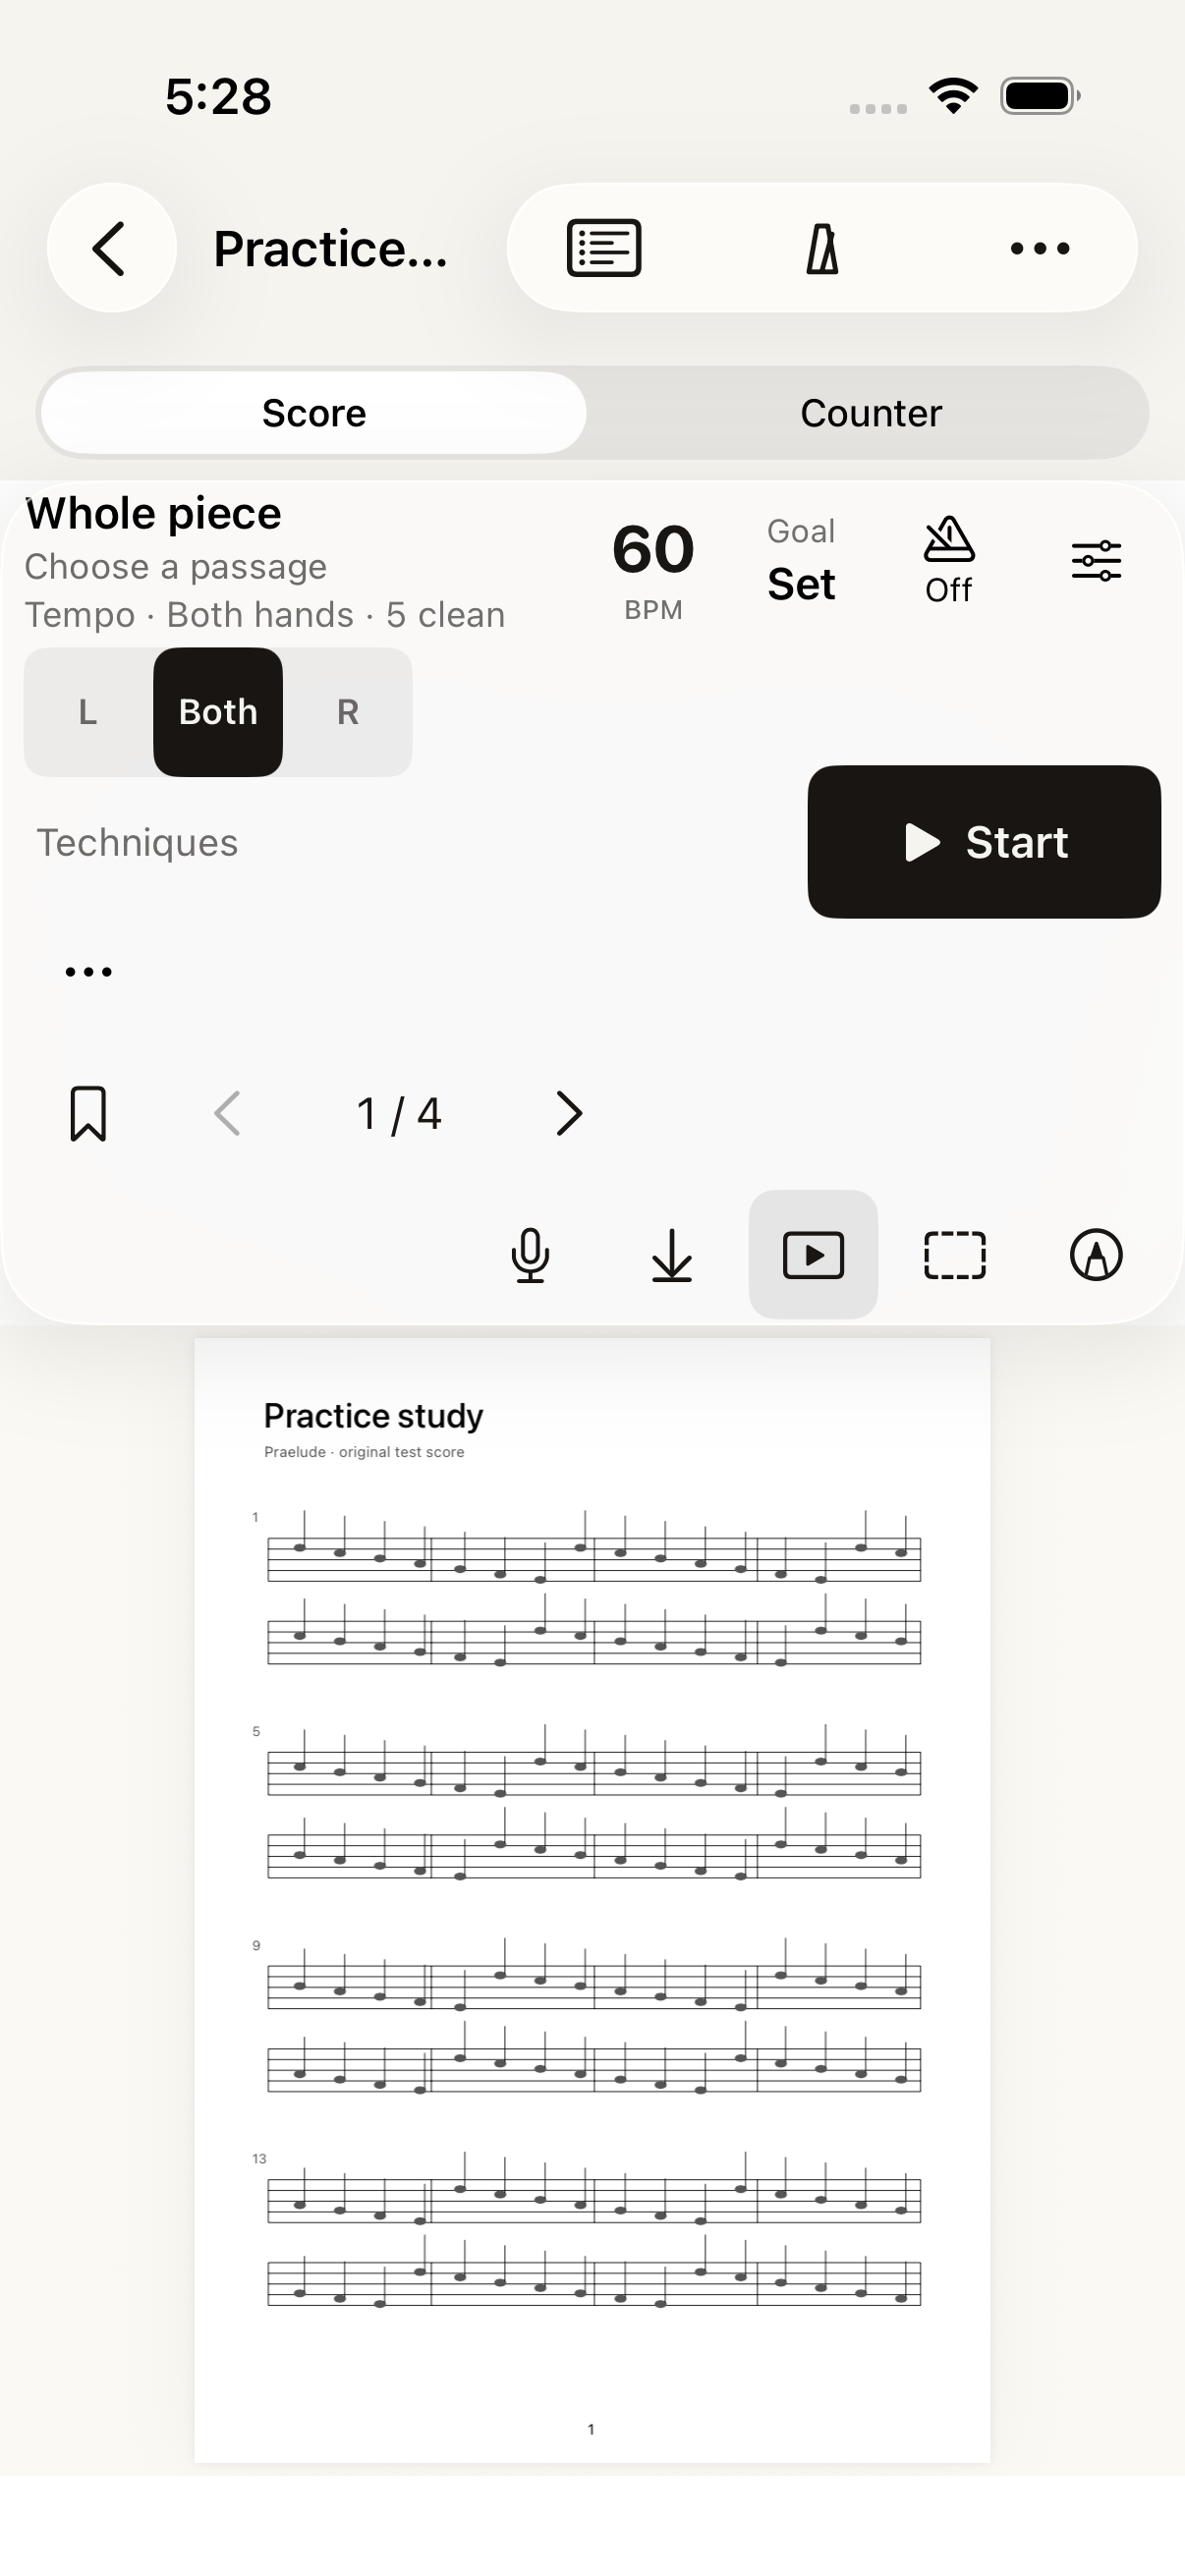 5:28
Practice...
Score
Counter
Whole piece
Choose a passage
Tempo · Both hands · 5 clean
60
BPM
Goal
Set
Off
L
Both
R
Techniques
Start
1 / 4
Practice study
Praelude · original test score
1
5
9
13
1